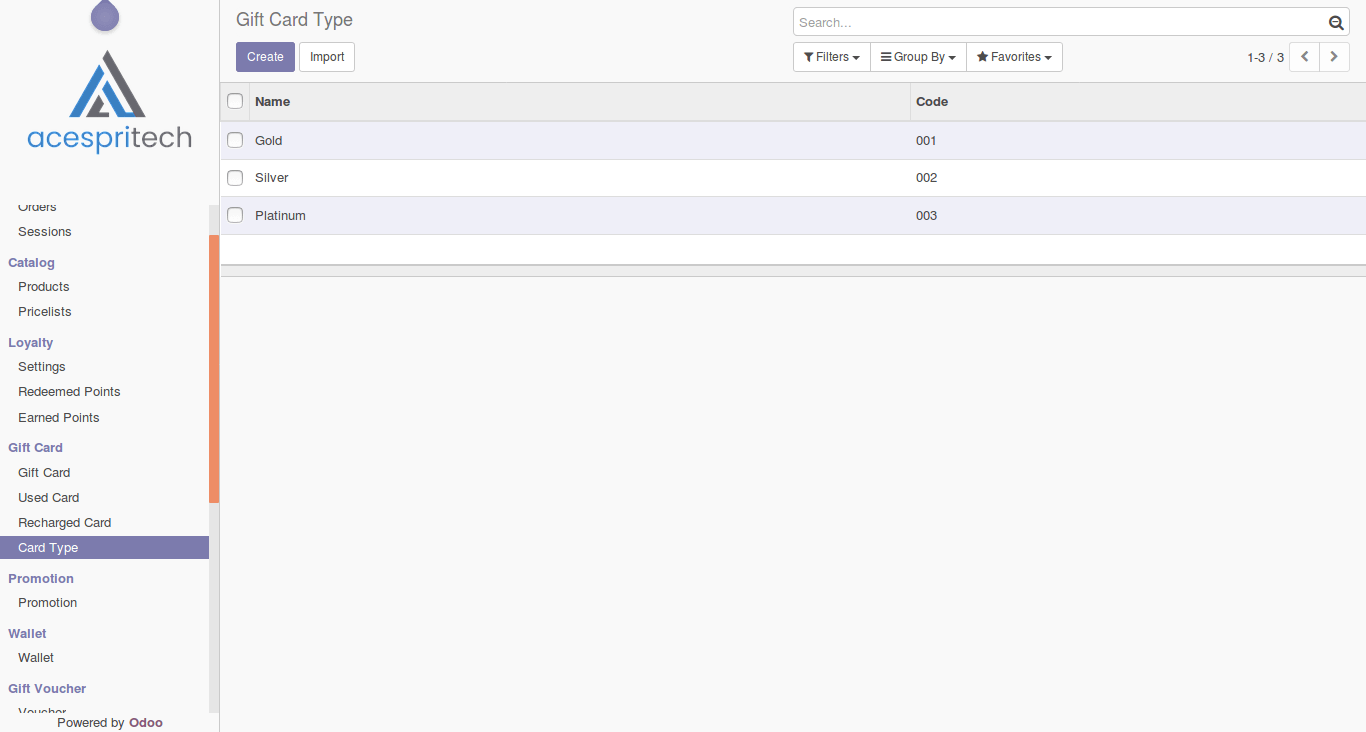 acespritech
Orders
Sessions
Catalog
Products
Pricelists
Loyalty
Settings
Redeemed Points
Earned Points
Gift Card
Gift Card
Used Card
Recharged Card
Card Type
Promotion
Promotion
Wallet
Wallet
Gift Voucher
Voucher
Powered by Odoo
Gift Card Type
Search...
Create Import
Filters Group By Favorites 1-3 / 3
Name Code
Gold 001
Silver 002
Platinum 003